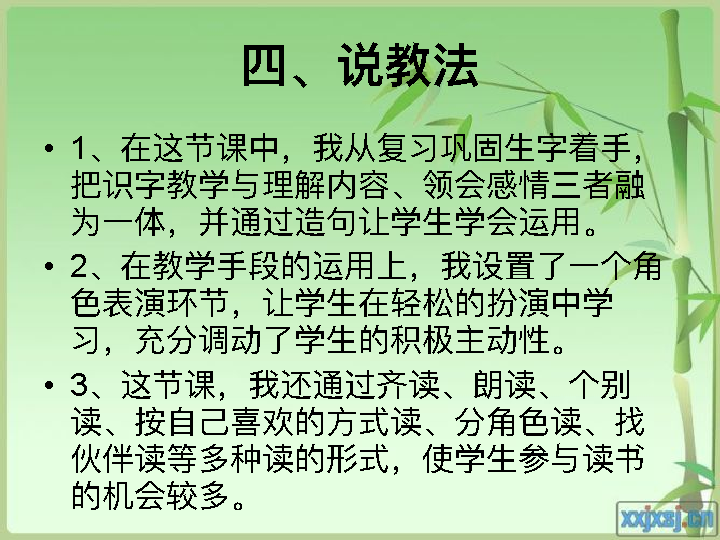 四、说教法
• 1、在这节课中，我从复习巩固生字着手，
把识字教学与理解内容、领会感情三者融
为一体，并通过造句让学生学会运用。
• 2、在教学手段的运用上，我设置了一个角
色表演环节，让学生在轻松的扮演中学
习，充分调动了学生的积极主动性。
• 3、这节课，我还通过齐读、朗读、个别
读、按自己喜欢的方式读、分角色读、找
伙伴读等多种读的形式，使学生参与读书
的机会较多。
xxjxsj.cn